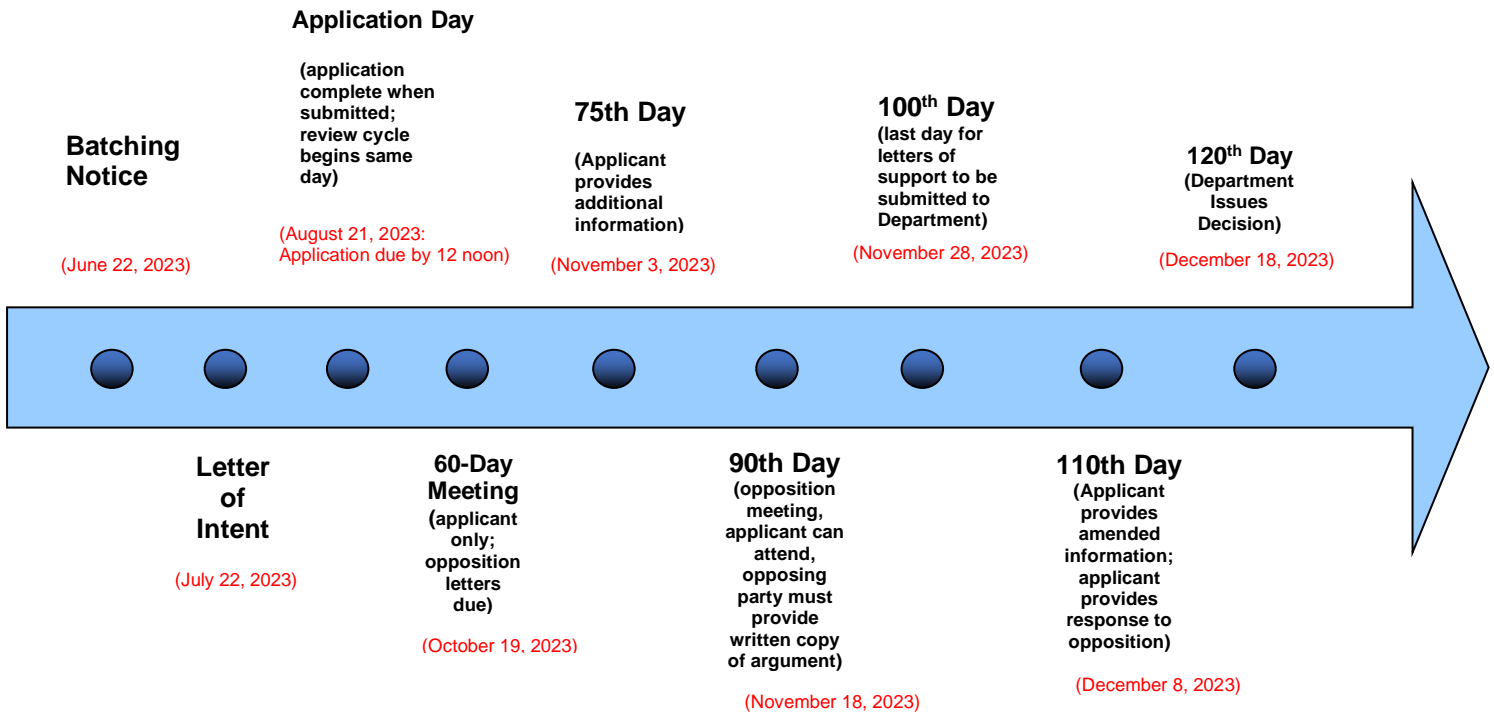 Application Day
(application
complete when
submitted;
review cycle
begins same
day)
(August 21, 2023:
Application due by 12 noon)
Batching
Notice
(June 22, 2023)
75th Day
(Applicant
provides
additional
information)
(November 3, 2023)
100th Day
(last day for
letters of
support to be
submitted to
Department)
(November 28, 2023)
120th Day
(Department
Issues
Decision)
(December 18, 2023)
Letter
of
Intent
(July 22, 2023)
60-Day
Meeting
(applicant
only;
opposition
letters
due)
(October 19, 2023)
90th Day
(opposition
meeting,
applicant can
attend,
opposing
party must
provide
written copy
of argument)
(November 18, 2023)
110th Day
(Applicant
provides
amended
information;
applicant
provides
response to
opposition)
(December 8, 2023)